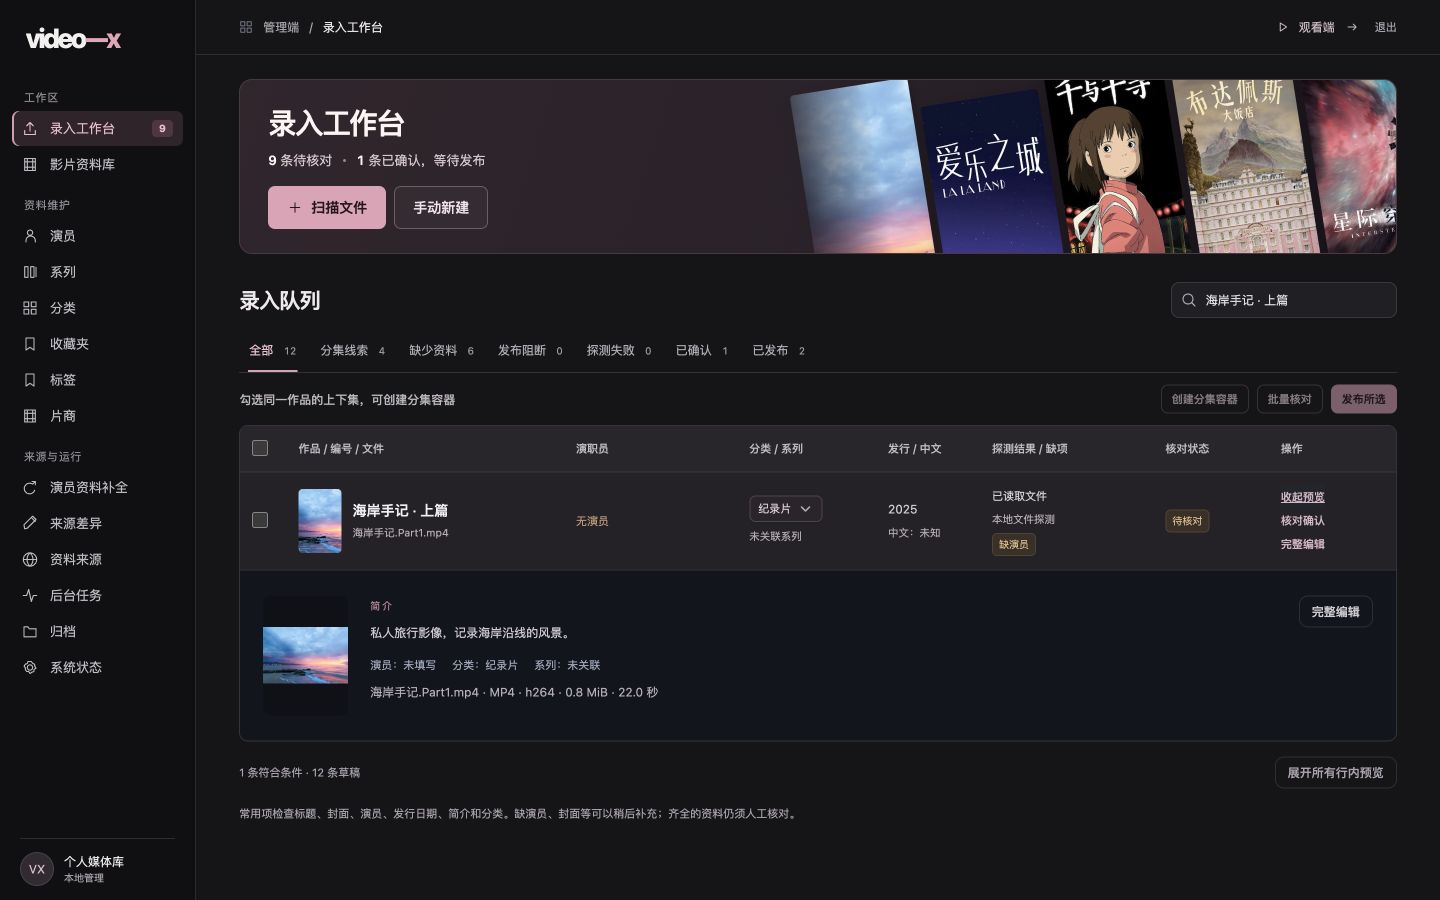 video—x
工作区
录入工作台 9
影片资料库
资料维护
演员
系列
分类
收藏夹
标签
片商
来源与运行
演员资料补全
来源差异
资料来源
后台任务
归档
系统状态
VX
个人媒体库
本地管理
管理端 / 录入工作台
观看端 → 退出
录入工作台
9 条待核对 • 1 条已确认，等待发布
+ 扫描文件
手动新建
爱乐之城
LA LA LAND
千与千寻
布达佩斯
大饭店
星际
INTERSTE
录入队列
海岸手记 · 上篇
全部 12
分集线索 4
缺少资料 6
发布阻断 0
探测失败 0
已确认 1
已发布 2
勾选同一作品的上下集，可创建分集容器
创建分集容器
批量核对
发布所选
作品 / 编号 / 文件
演职员
分类 / 系列
发行 / 中文
探测结果 / 缺项
核对状态
操作
海岸手记 · 上篇
海岸手记.Part1.mp4
无演员
纪录片
未关联系列
2025
中文：未知
已读取文件
本地文件探测
缺演员
待核对
收起预览
核对确认
完整编辑
简介
私人旅行影像，记录海岸沿线的风景。
演员：未填写 分类：纪录片 系列：未关联
海岸手记.Part1.mp4 · MP4 · h264 · 0.8 MiB · 22.0 秒
完整编辑
1 条符合条件 · 12 条草稿
展开所有行内预览
常用项检查标题、封面、演员、发行日期、简介和分类。缺演员、封面等可以稍后补充；齐全的资料仍须人工核对。